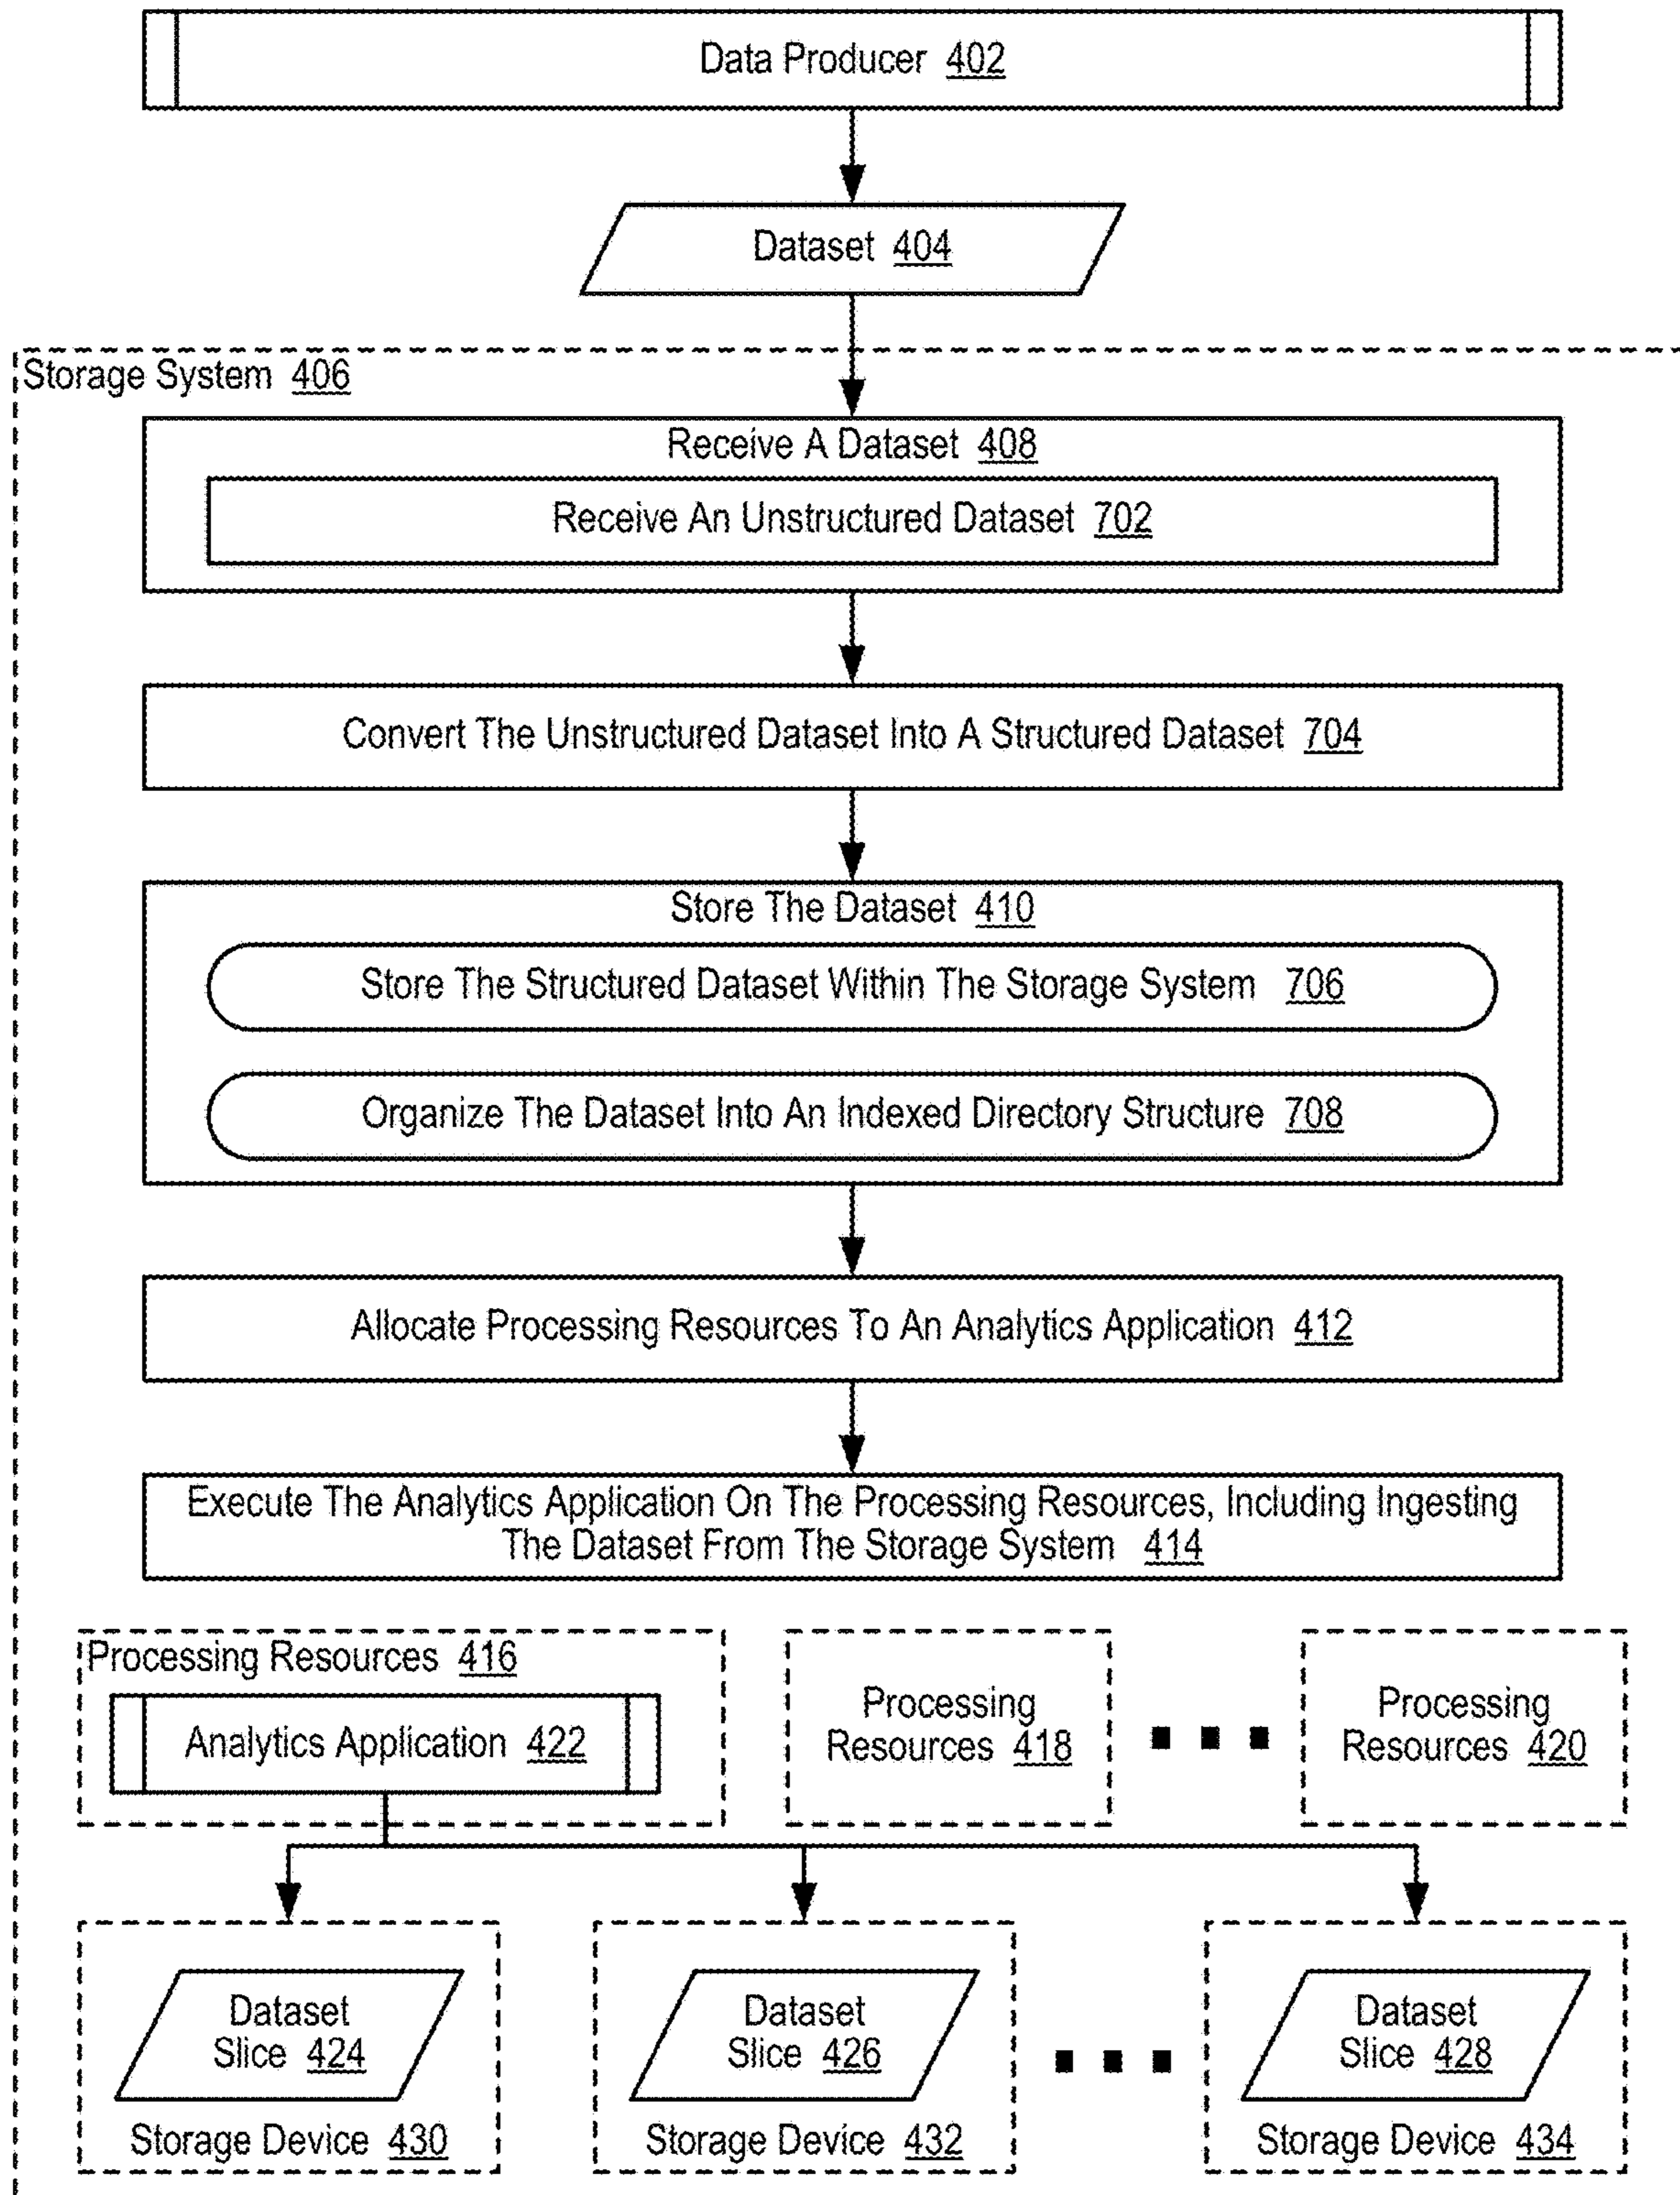 Data Producer 402
Dataset 404
Storage System 406
Receive A Dataset 408
Receive An Unstructured Dataset 702
Convert The Unstructured Dataset Into A Structured Dataset 704
Store The Dataset 410
Store The Structured Dataset Within The Storage System 706
Organize The Dataset Into An Indexed Directory Structure 708
Allocate Processing Resources To An Analytics Application 412
Execute The Analytics Application On The Processing Resources, Including Ingesting
The Dataset From The Storage System 414
Processing Resources 416
Analytics Application 422
Processing
Resources 418
Processing
Resources 420
Dataset
Slice 424
Storage Device 430
Dataset
Slice 426
Storage Device 432
Dataset
Slice 428
Storage Device 434